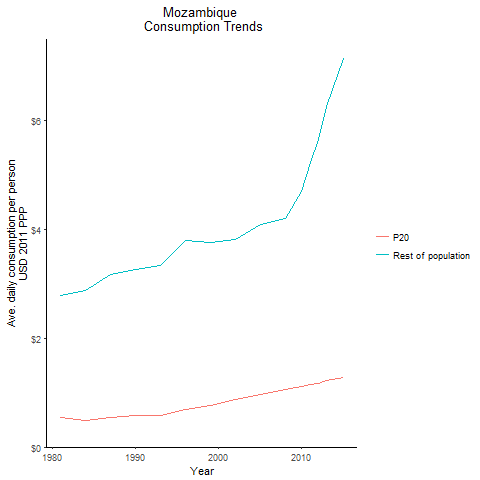 Mozambique
Consumption Trends
Ave. daily consumption per person
USD 2011 PPP
$6
$4
$2
$0
1980
1990
2000
2010
Year
P20
Rest of population